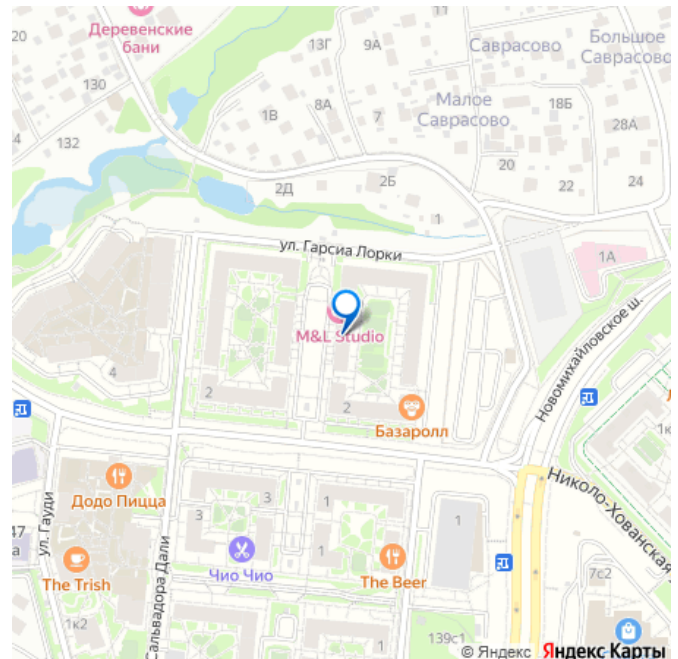 Деревенские
бани
13Г
9А
Саврасово
Большое
Саврасово
130
1В
8А
7
Малое
Саврасово
18Б
28А
4
132
20
2Д
2Б
22
24
1
ул. Гарсиа Лорки
1А
M&L Studio
Новомихайловское ш.
4
2
2
Базаролл
1к
Додо Пицца
3
3
1
1
1
Николо-Хованская
47
а
ул. Гауди
Сальвадора Дали
Чио Чио
The Beer
The Trish
7с2
1к2
139с1
© Яндекс Яндекс Карты